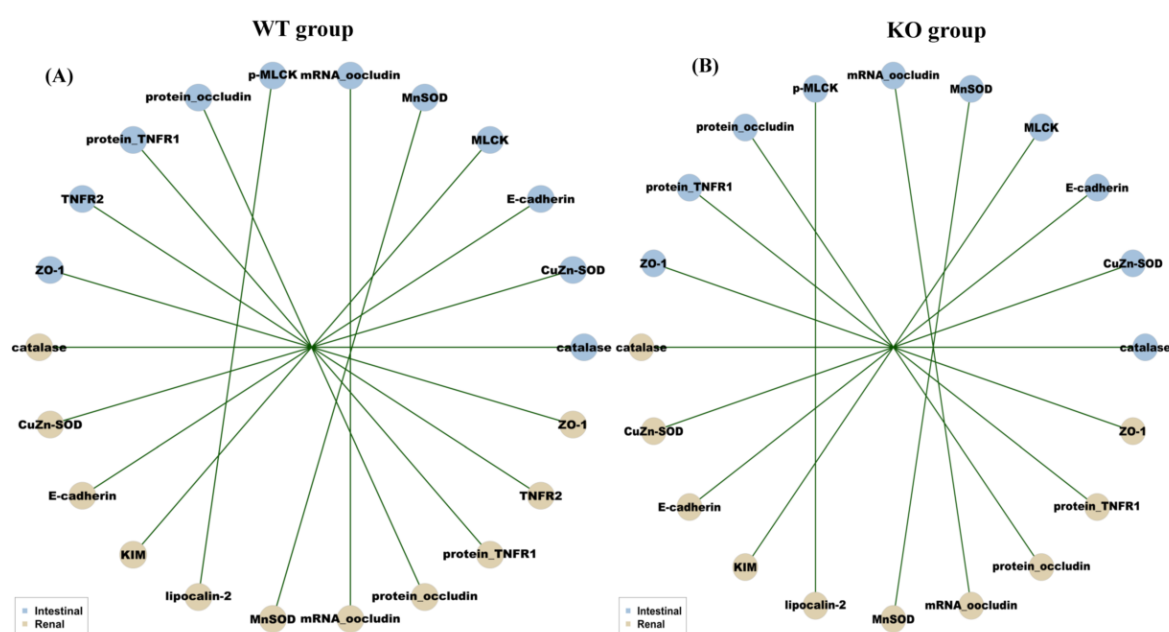 WT group
KO group
(A)
p-MLCK
mRNA_oocludin
protein_occludin
MnSOD
protein_TNFR1
MLCK
TNFR2
E-cadherin
ZO-1
CuZn-SOD
catalase
catalase
CuZn-SOD
ZO-1
E-cadherin
TNFR2
KIM
protein_TNFR1
lipocalin-2
protein_occludin
MnSOD
mRNA_oocludin
Intestinal
Renal
(B)
p-MLCK
mRNA_oocludin
MnSOD
protein_occludin
MLCK
protein_TNFR1
E-cadherin
ZO-1
CuZn-SOD
catalase
catalase
CuZn-SOD
ZO-1
E-cadherin
protein_TNFR1
KIM
protein_occludin
lipocalin-2
MnSOD
mRNA_oocludin
Intestinal
Renal